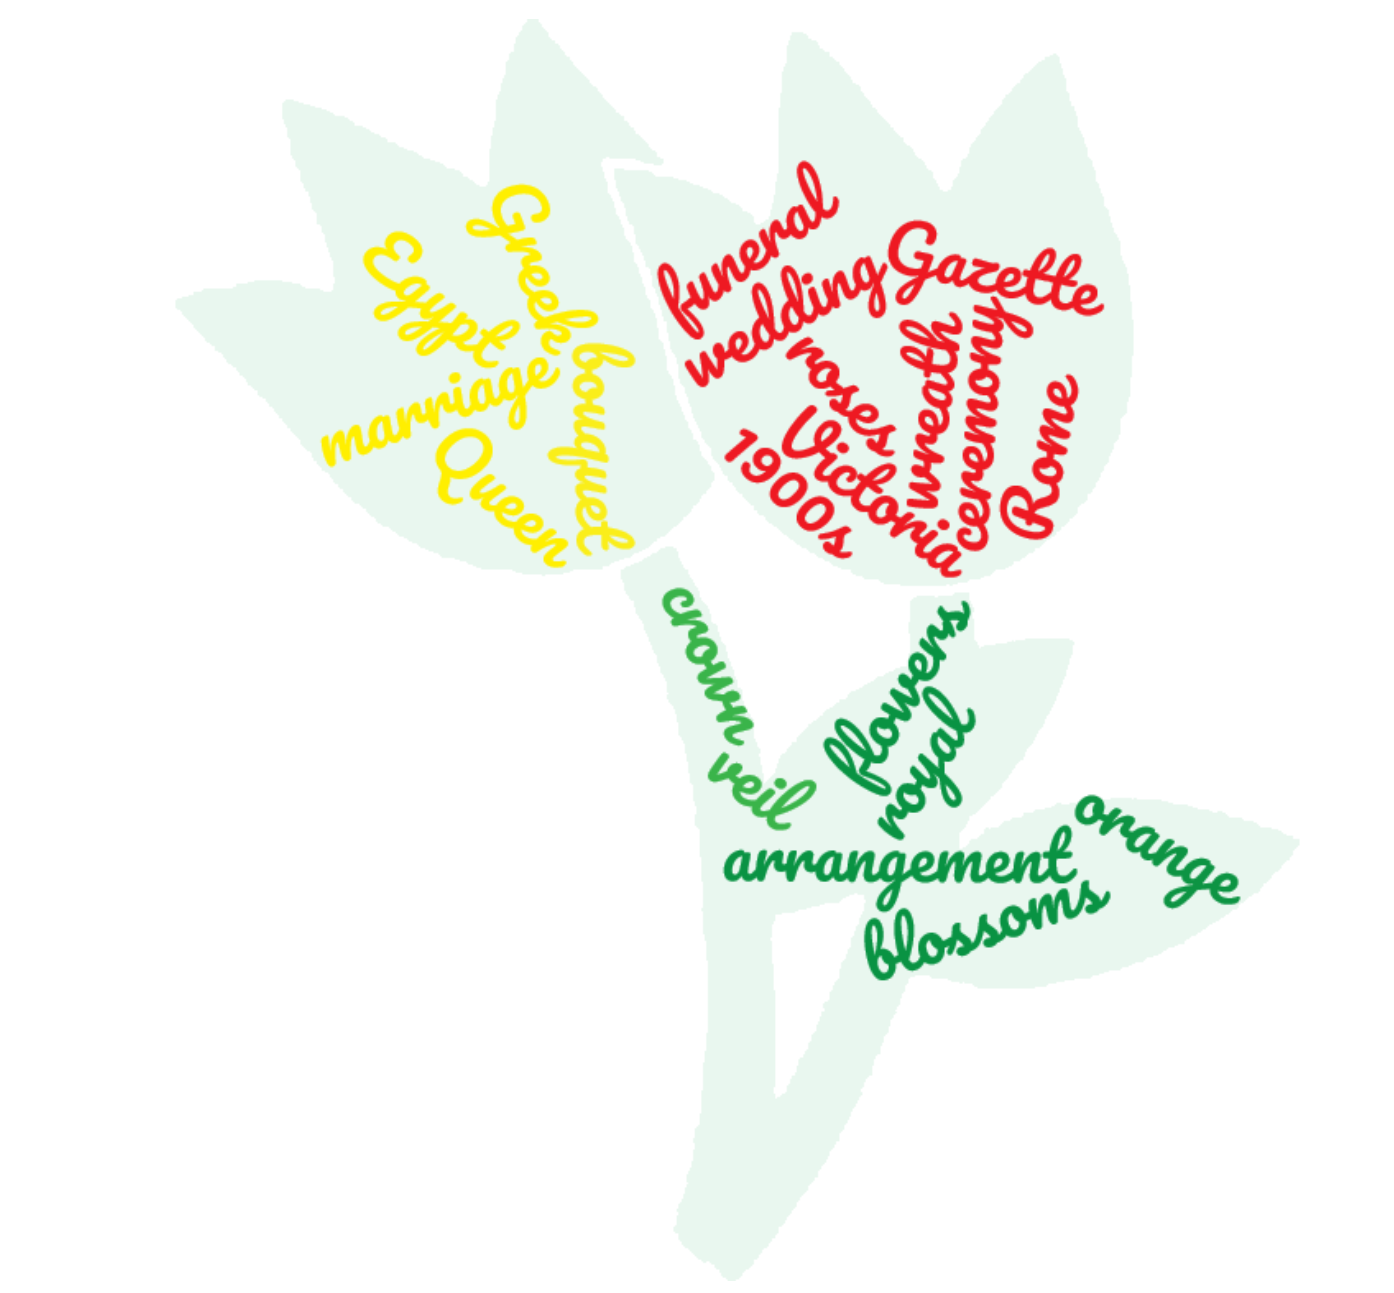 Greek
Egypt
marriage
bouquet
Queen
funeral
wedding
Gazette
roses
wreath
ceremony
Victoria
1900s
Rome
crown
veil
flowers
royal
arrangement
orange
blossoms